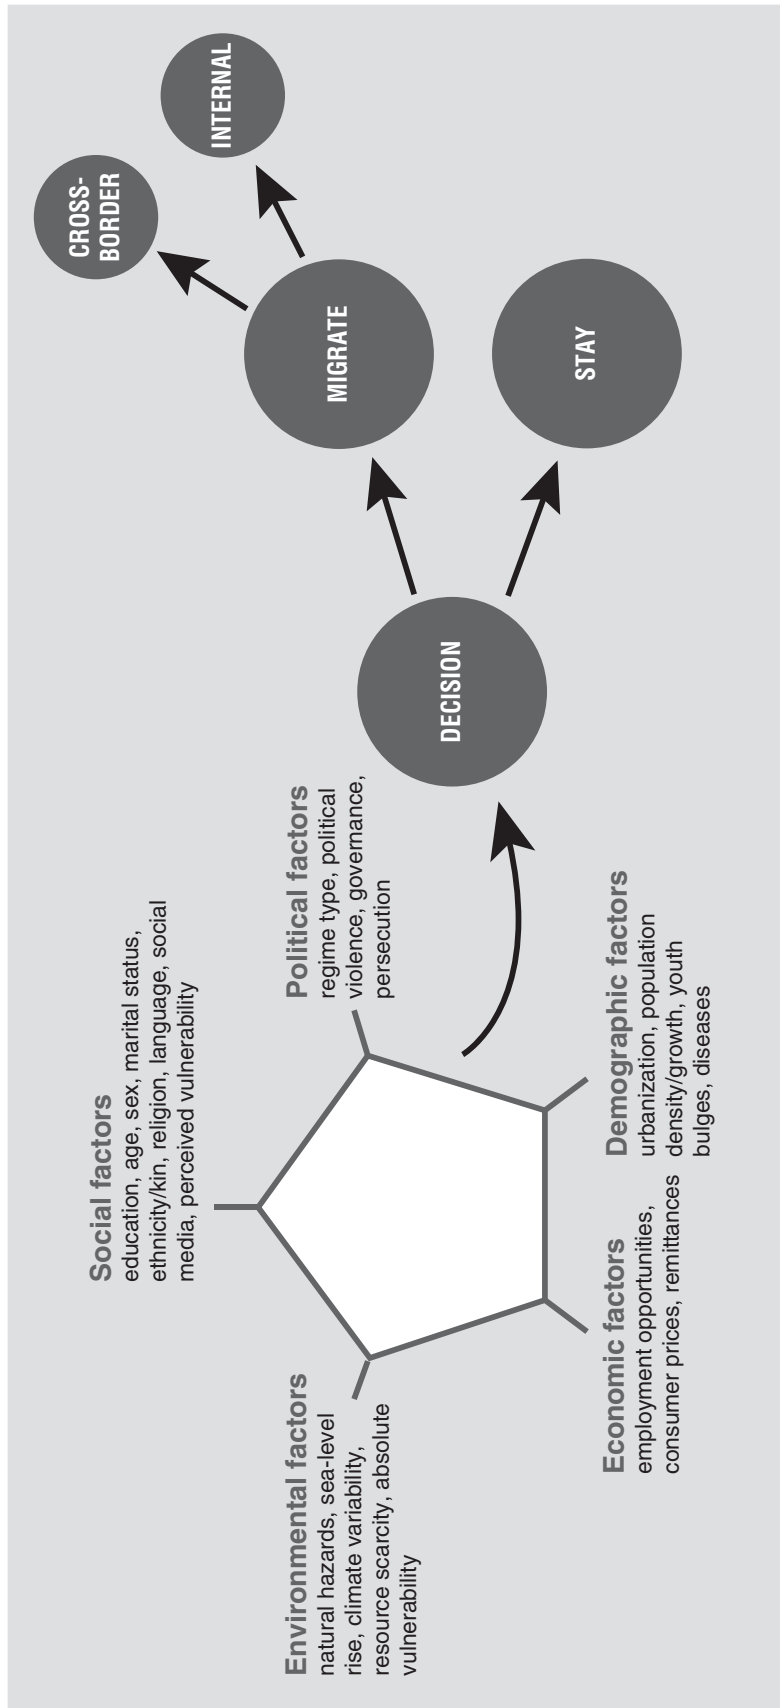 Social factors
education, age, sex, marital status,
ethnicity/kin, religion, language, social
media, perceived vulnerability
Environmental factors
natural hazards, sea-level
rise, climate variability,
resource scarcity, absolute
vulnerability
Political factors
regime type, political
violence, governance,
persecution
Economic factors
employment opportunities,
consumer prices, remittances
Demographic factors
urbanization, population
density/growth, youth
bulges, diseases
DECISION
MIGRATE
STAY
CROSS-
BORDER
INTERNAL